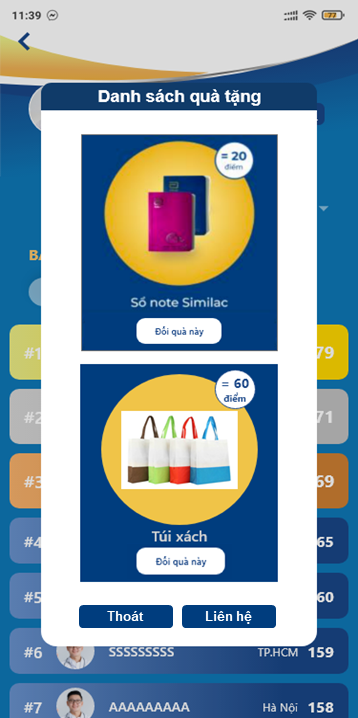 11:39
77
Danh sách quà tặng
= 20
điểm
Sổ note Similac
Đổi quà này
= 60
điểm
Túi xách
Đổi quà này
Thoát
Liên hệ
BẢ
#1
79
#2
71
#3
69
#4
65
#5
60
#6 SSSSSSSSS TP.HCM 159
#7 AAAAAAAAA Hà Nội 158